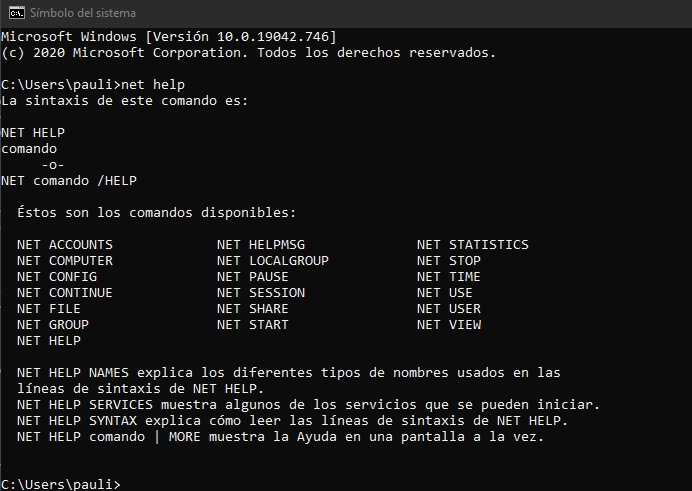 Símbolo del sistema
Microsoft Windows [Versión 10.0.19042.746]
(c) 2020 Microsoft Corporation. Todos los derechos reservados.
C:\Users\pauli>net help
La sintaxis de este comando es:
NET HELP
comando
-o-
NET comando /HELP
Éstos son los comandos disponibles:
NET ACCOUNTS NET HELPMSG NET STATISTICS
NET COMPUTER NET LOCALGROUP NET STOP
NET CONFIG NET PAUSE NET TIME
NET CONTINUE NET SESSION NET USE
NET FILE NET SHARE NET USER
NET GROUP NET START NET VIEW
NET HELP
NET HELP NAMES explica los diferentes tipos de nombres usados en las
líneas de sintaxis de NET HELP.
NET HELP SERVICES muestra algunos de los servicios que se pueden iniciar.
NET HELP SYNTAX explica cómo leer las líneas de sintaxis de NET HELP.
NET HELP comando | MORE muestra la Ayuda en una pantalla a la vez.
C:\Users\pauli>